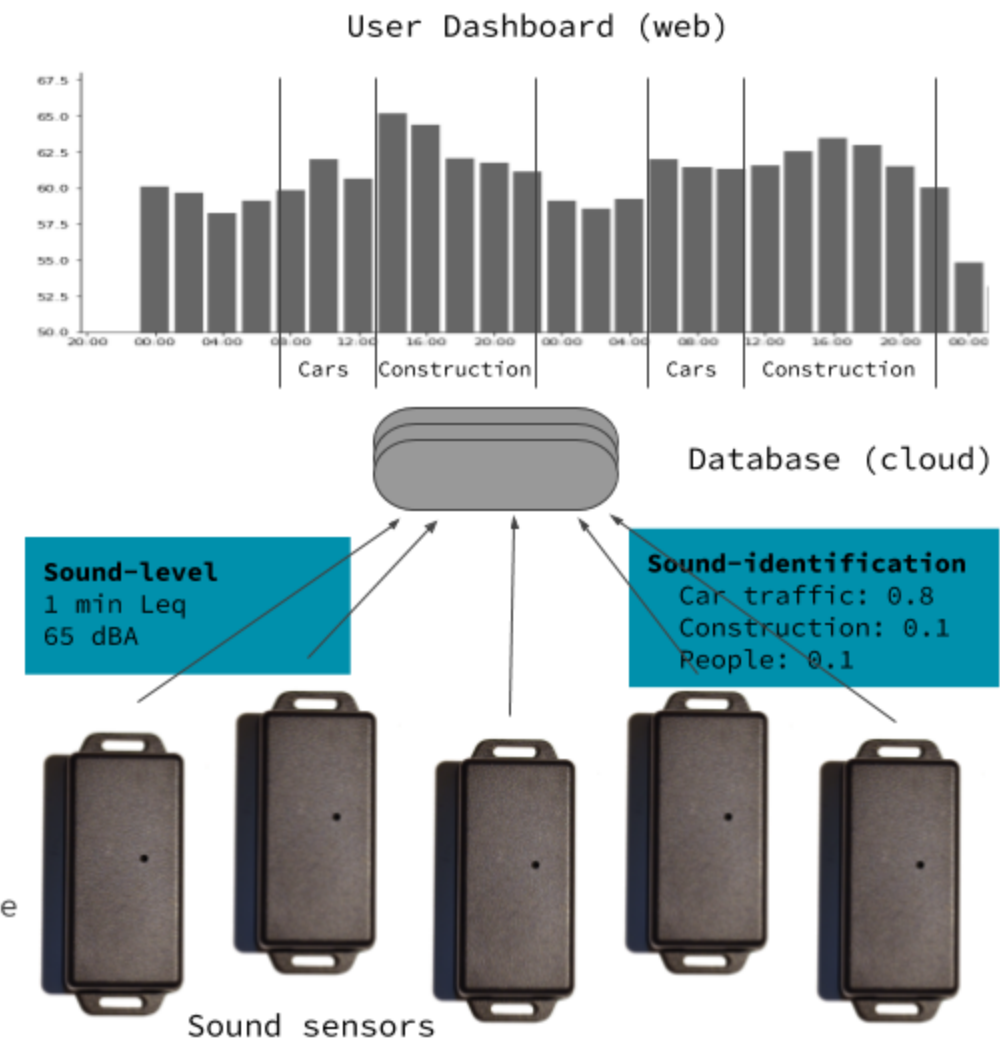 User Dashboard (web)
67.5
65.0
62.5
60.0
57.5
55.0
52.5
50.0
20:00 00:00 04:00 08:00 12:00 16:00 20:00 00:00 04:00 08:00 12:00 16:00 20:00 00:00
Cars Construction Cars Construction
Database (cloud)
Sound-level
1 min Leq
65 dBA
Sound-identification
Car traffic: 0.8
Construction: 0.1
People: 0.1
e
Sound sensors